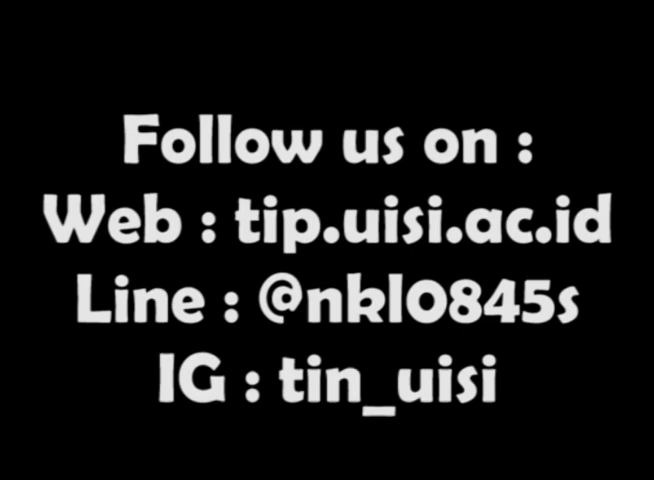 Follow us on :
Web : tip.uisi.ac.id
Line : @nkl0845s
IG : tin_uisi